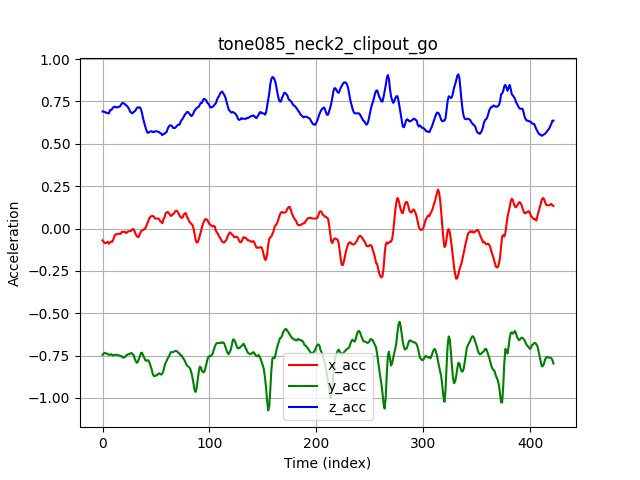 tone085_neck2_clipout_go
1.00
0.75
0.50
0.25
0.00
−0.25
−0.50
−0.75
−1.00
Acceleration
x_acc
y_acc
z_acc
0 100 200 300 400
Time (index)